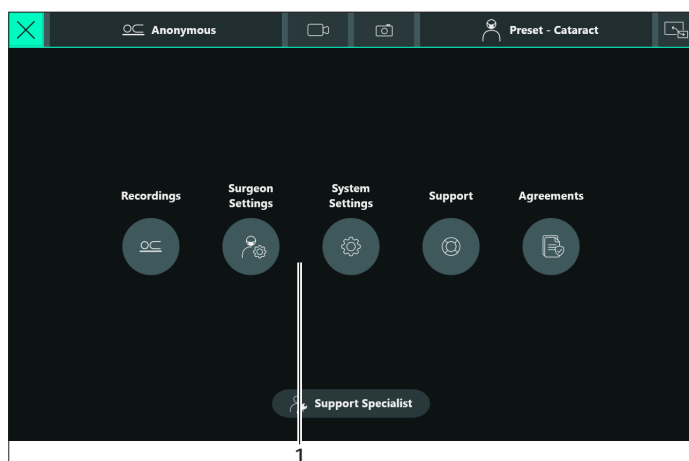 Anonymous
Preset - Cataract
Recordings
Surgeon
Settings
System
Settings
Support
Agreements
Support Specialist
1